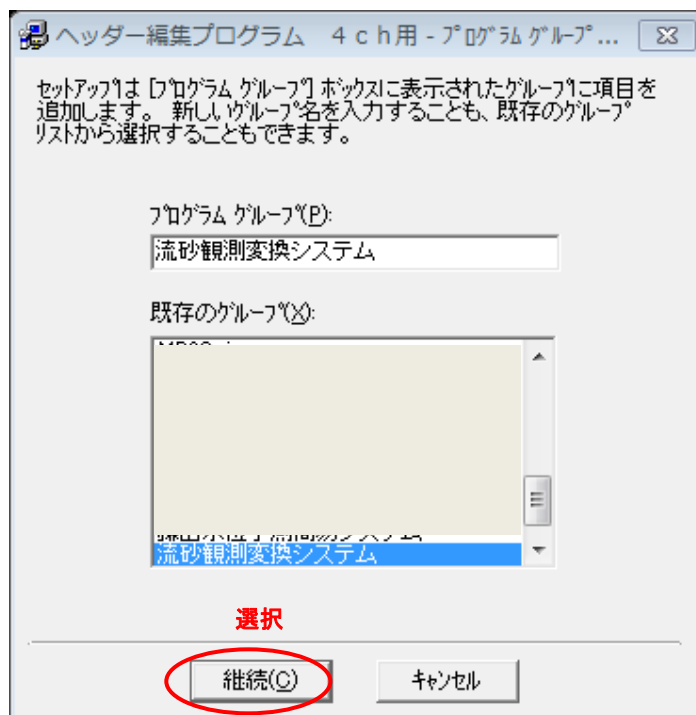 ヘッダー編集プログラム　4ch用 - ﾌﾟﾛｸﾞﾗﾑ ｸﾞﾙｰﾌﾟ...
ｾｯﾄｱｯﾌﾟは [ﾌﾟﾛｸﾞﾗﾑ ｸﾞﾙｰﾌﾟ] ﾎﾞｯｸｽに表示されたｸﾞﾙｰﾌﾟに項目を
追加します。 新しいｸﾞﾙｰﾌﾟ名を入力することも、既存のｸﾞﾙｰﾌﾟ
ﾘｽﾄから選択することもできます。
ﾌﾟﾛｸﾞﾗﾑ ｸﾞﾙｰﾌﾟ(P):
流砂観測変換システム
既存のｸﾞﾙｰﾌﾟ(X):
流砂観測変換システム
選択
継続(C)
ｷｬﾝｾﾙ